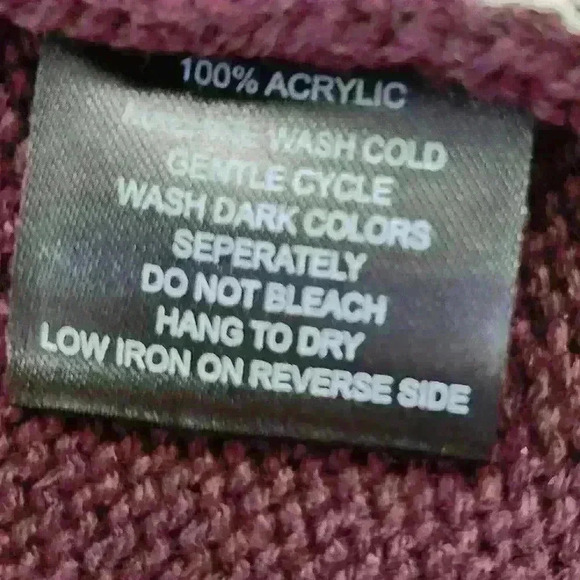 100% ACRYLIC
MACHINE WASH COLD
GENTLE CYCLE
WASH DARK COLORS
SEPERATELY
DO NOT BLEACH
HANG TO DRY
LOW IRON ON REVERSE SIDE